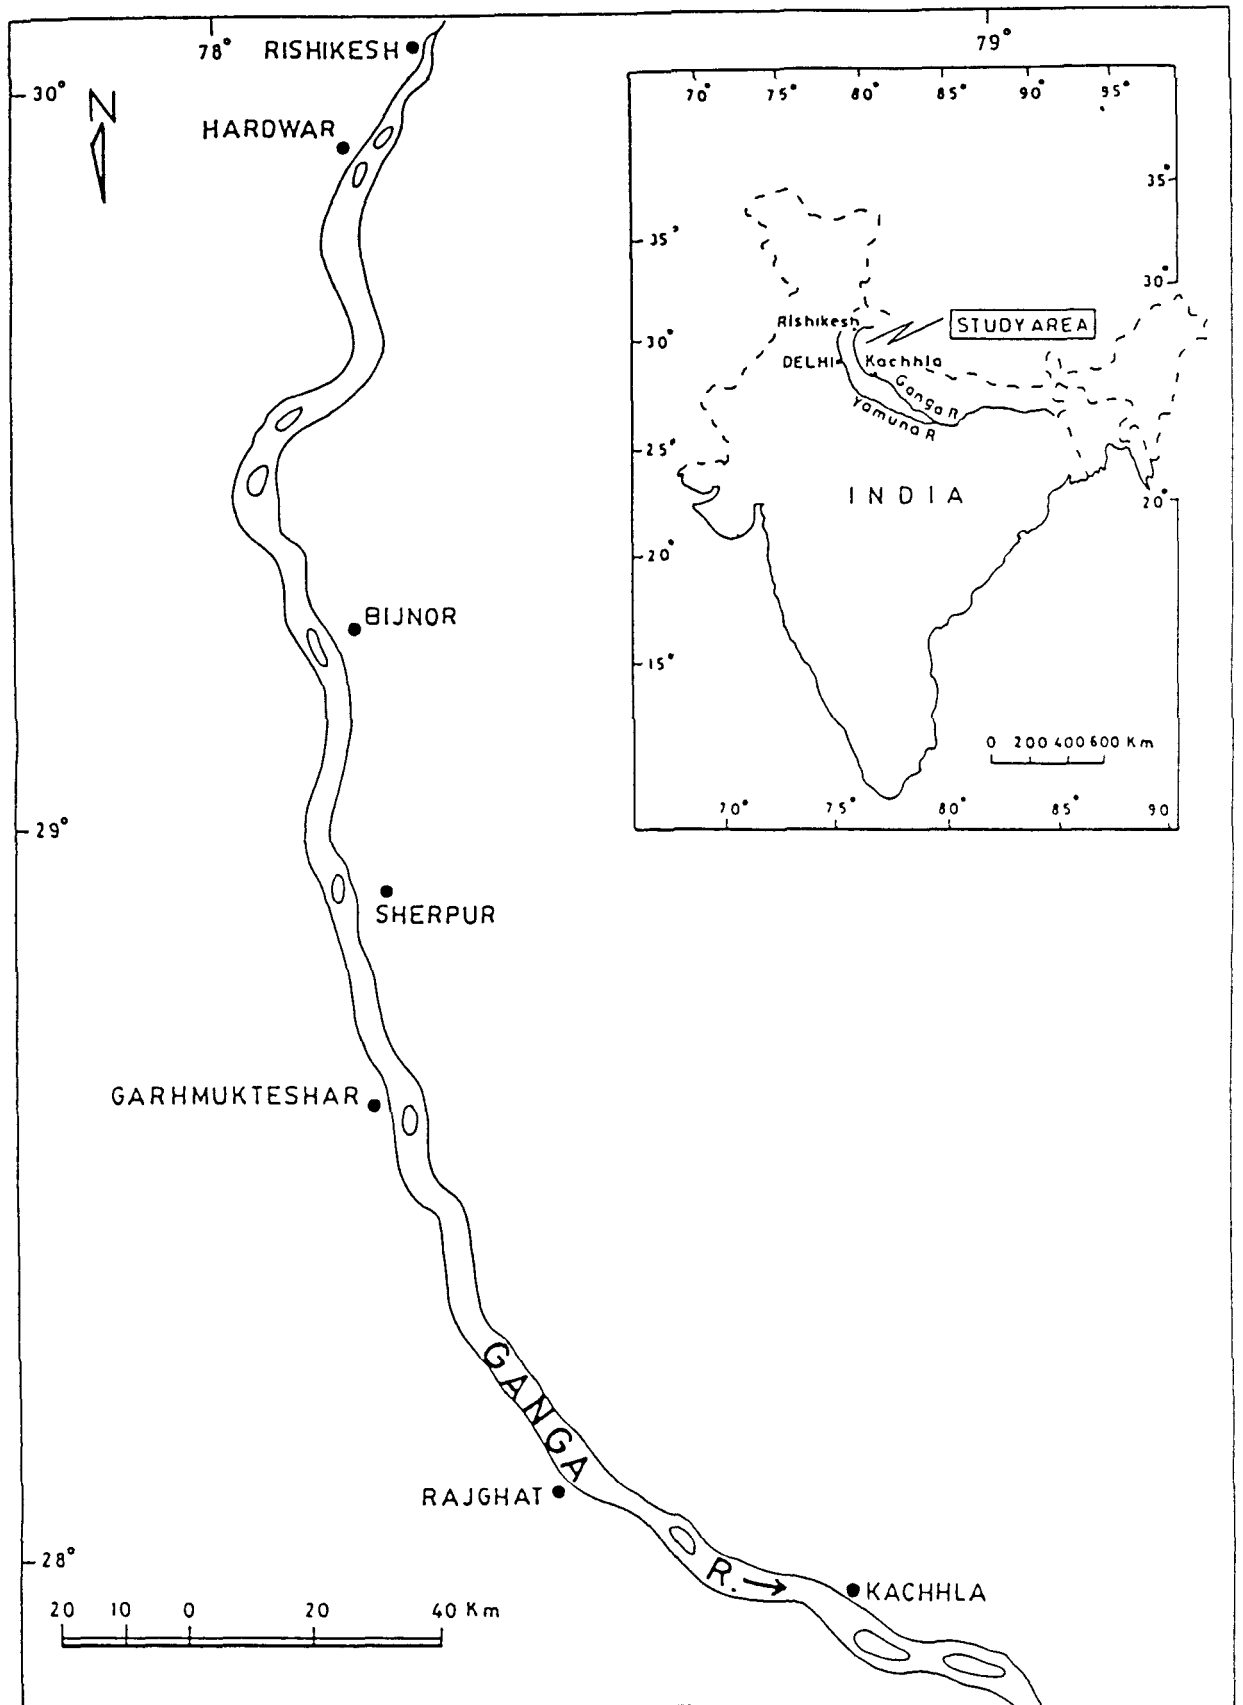 78°
79°
RISHIKESH
30°
N
HARDWAR
70° 75° 80° 85° 90° 95°
35°
35°
30°
Rishikesh
STUDY AREA
30°
DELHI
Kachhla
Ganga R
Yamuna R
25°
INDIA
20°
20°
15°
0 200 400 600 Km
70° 75° 80° 85° 90
BIJNOR
29°
SHERPUR
GARHMUKTESHAR
GANGA
RAJGHAT
28°
R.
KACHHLA
20 10 0 20 40 Km